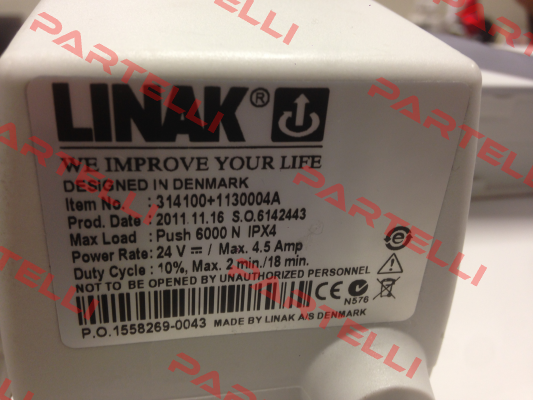 LINAK®
WE IMPROVE YOUR LIFE
DESIGNED IN DENMARK
Item No. : 314100+1130004A
Prod. Date : 2011.11.16 S.O.6142443
Max Load : Push 6000 N IPX4
Power Rate: 24 V ⎓ / Max. 4.5 Amp
Duty Cycle : 10%, Max. 2 min./18 min.
NOT TO BE OPENED BY UNAUTHORIZED PERSONNEL
CE
N576
P.O.1558269-0043 MADE BY LINAK A/S DENMARK
PARTELLI
PARTELLI
PARTELLI
PARTELLI
PARTELLI
PARTELLI